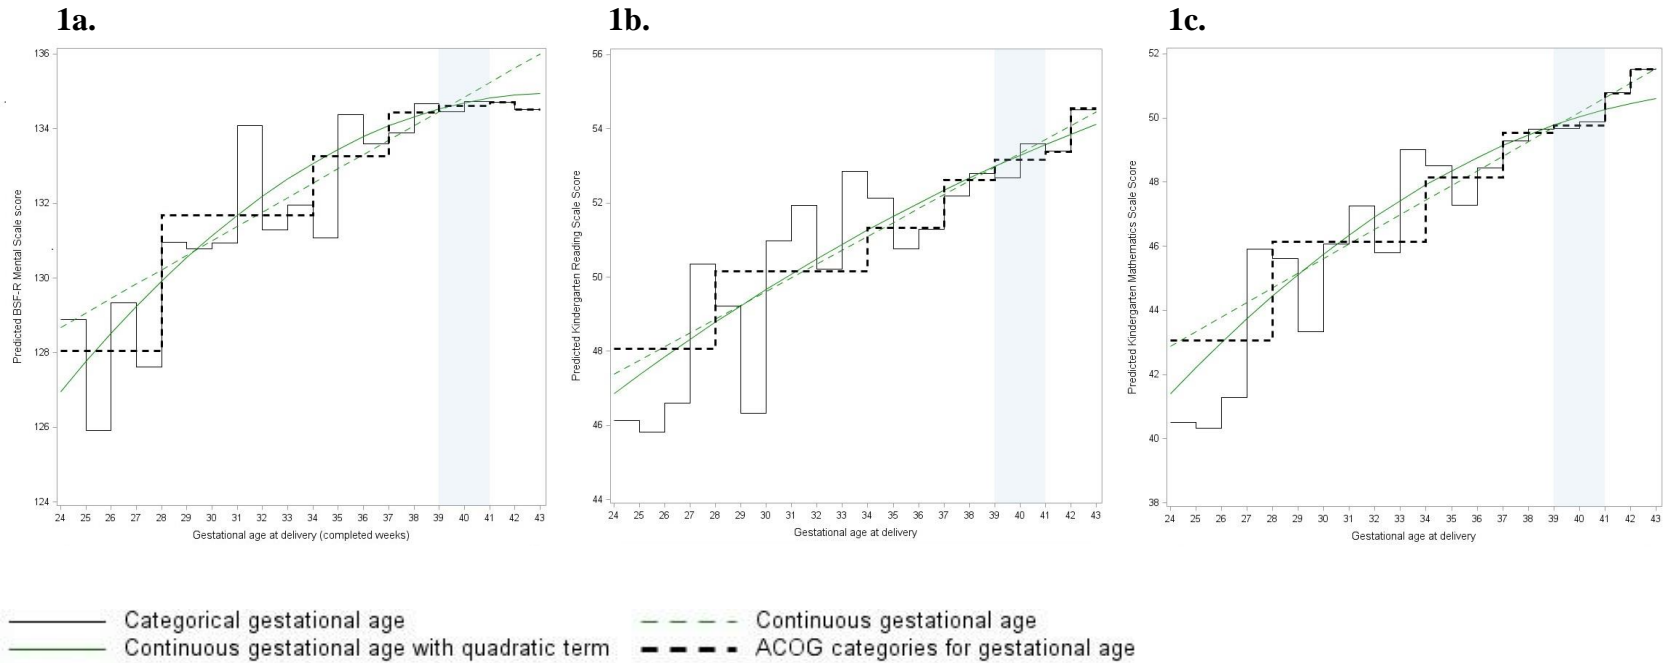 1a.
136
134
132
130
128
126
124
Predicted BSF-R Mental Scale score
24 25 26 27 28 29 30 31 32 33 34 35 36 37 38 39 40 41 42 43
Gestational age at delivery (completed weeks)
1b.
56
54
52
50
48
46
44
Predicted Kindergarten Reading Scale Score
24 25 26 27 28 29 30 31 32 33 34 35 36 37 38 39 40 41 42 43
Gestational age at delivery
1c.
52
50
48
46
44
42
40
38
Predicted Kindergarten Mathematics Scale Score
24 25 26 27 28 29 30 31 32 33 34 35 36 37 38 39 40 41 42 43
Gestational age at delivery
Categorical gestational age
Continuous gestational age
Continuous gestational age with quadratic term
ACOG categories for gestational age